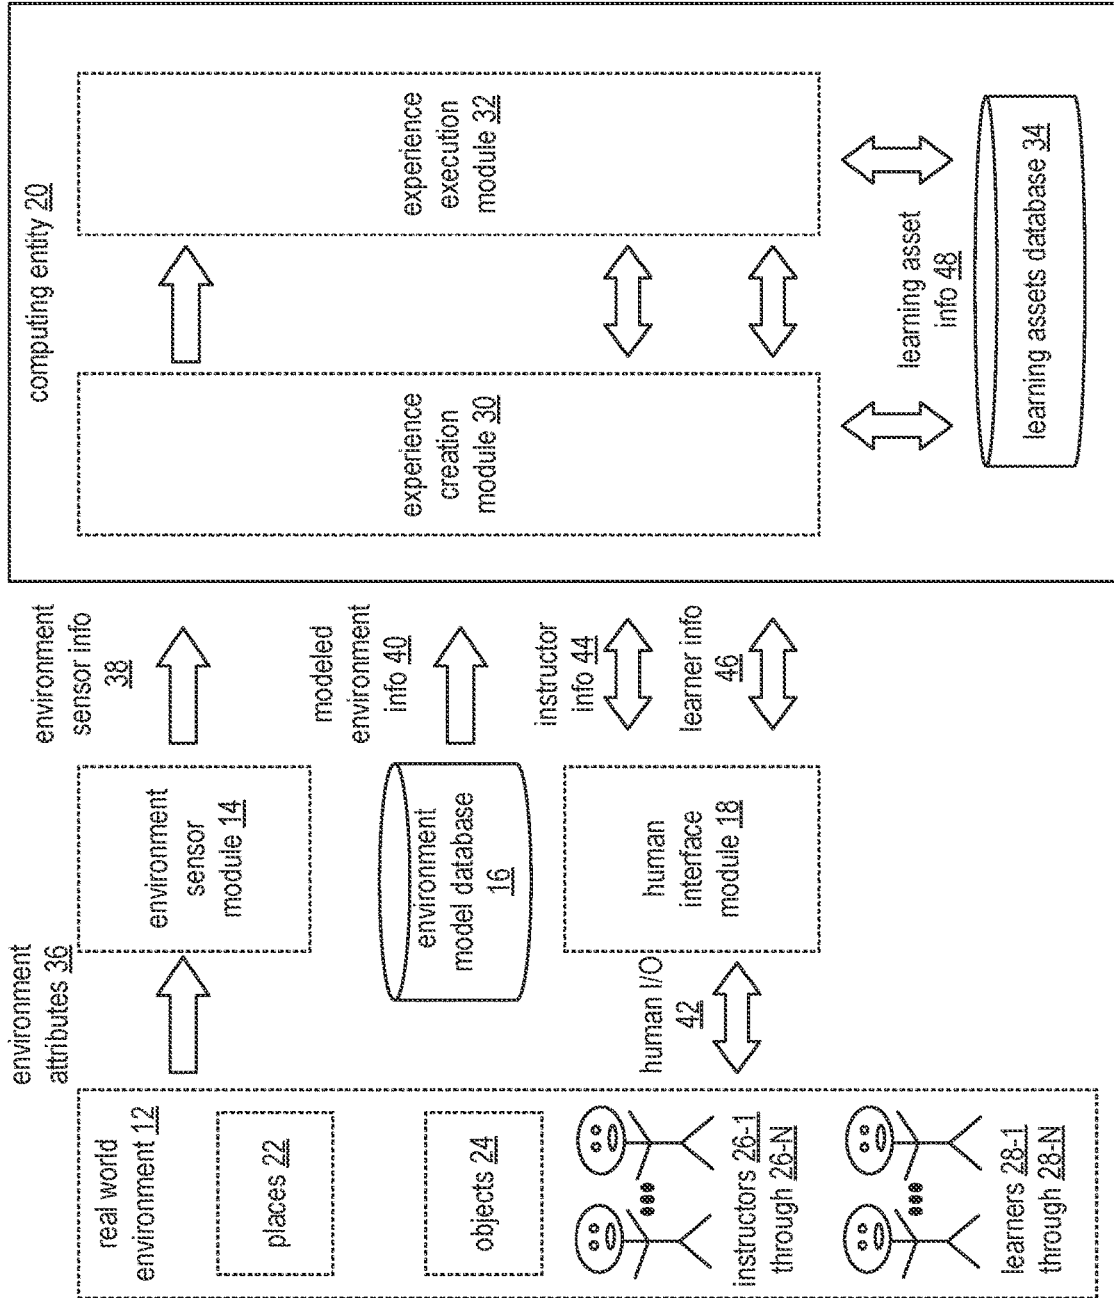 real world
environment 12
places 22
objects 24
instructors 26-1
through 26-N
learners 28-1
through 28-N
environment
attributes 36
human I/O
42
environment
sensor
module 14
environment
model database
16
human
interface
module 18
environment
sensor info
38
modeled
environment
info 40
instructor
info 44
learner info
46
computing entity 20
experience
creation
module 30
experience
execution
module 32
learning asset
info 48
learning assets database 34